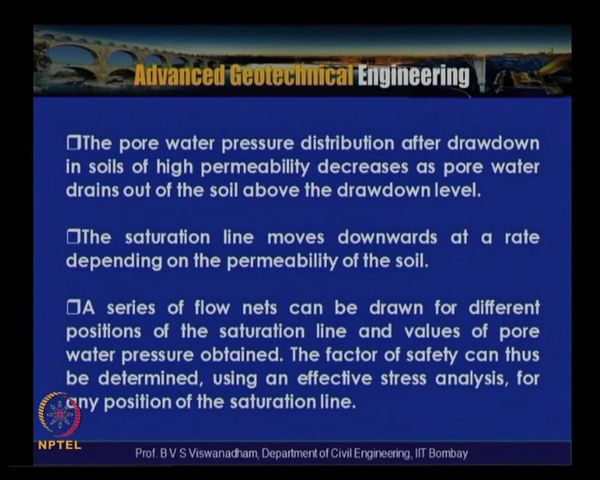 Advanced Geotechnical Engineering
❒The pore water pressure distribution after drawdown
in soils of high permeability decreases as pore water
drains out of the soil above the drawdown level.
❒The saturation line moves downwards at a rate
depending on the permeability of the soil.
❒A series of flow nets can be drawn for different
positions of the saturation line and values of pore
water pressure obtained. The factor of safety can thus
be determined, using an effective stress analysis, for
any position of the saturation line.
NPTEL
Prof. B V S Viswanadham, Department of Civil Engineering, IIT Bombay